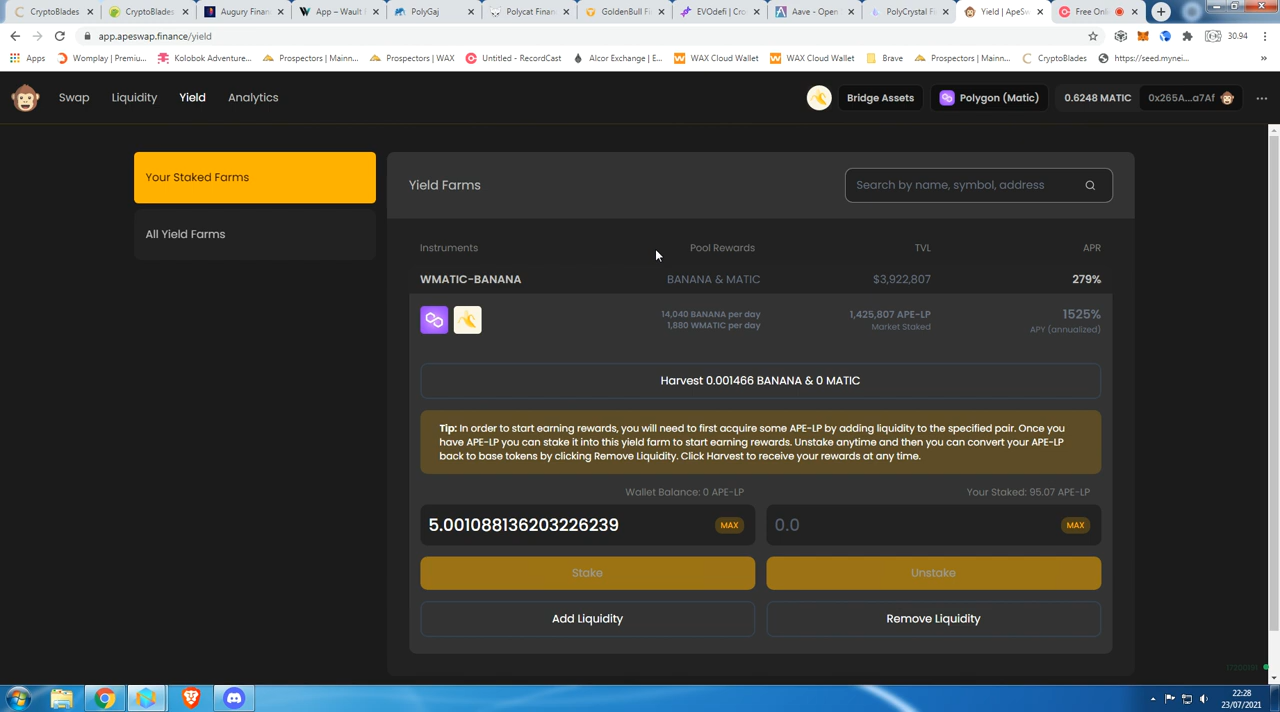 CryptoBlades
CryptoBlades
Augury Finan
App – Wault
PolyGaj
Polycat Finan
GoldenBull Fi
EVOdefi | Cro
Aave - Open
PolyCrystal F
Yield | ApeSw
Free Onli
app.apeswap.finance/yield
30.94
Apps
Womplay | Premiu...
Kolobok Adventure...
Prospectors | Mainn...
Prospectors | WAX
Untitled - RecordCast
Alcor Exchange | E...
WAX Cloud Wallet
WAX Cloud Wallet
Brave
Prospectors | Mainn...
CryptoBlades
https://seed.mynei...
»
Swap
Liquidity
Yield
Analytics
Bridge Assets
Polygon (Matic)
0.6248 MATIC
0x265A...a7Af
Your Staked Farms
All Yield Farms
Yield Farms
Search by name, symbol, address
Instruments
Pool Rewards
TVL
APR
WMATIC-BANANA
BANANA & MATIC
$3,922,807
279%
14,040 BANANA per day
1,880 WMATIC per day
1,425,807 APE-LP
Market Staked
1525%
APY (annualized)
Harvest 0.001466 BANANA & 0 MATIC
Tip: In order to start earning rewards, you will need to first acquire some APE-LP by adding liquidity to the specified pair. Once you
have APE-LP you can stake it into this yield farm to start earning rewards. Unstake anytime and then you can convert your APE-LP
back to base tokens by clicking Remove Liquidity. Click Harvest to receive your rewards at any time.
Wallet Balance: 0 APE-LP
Your Staked: 95.07 APE-LP
5.001088136203226239
MAX
0.0
MAX
Stake
Unstake
Add Liquidity
Remove Liquidity
22:28
23/07/2021